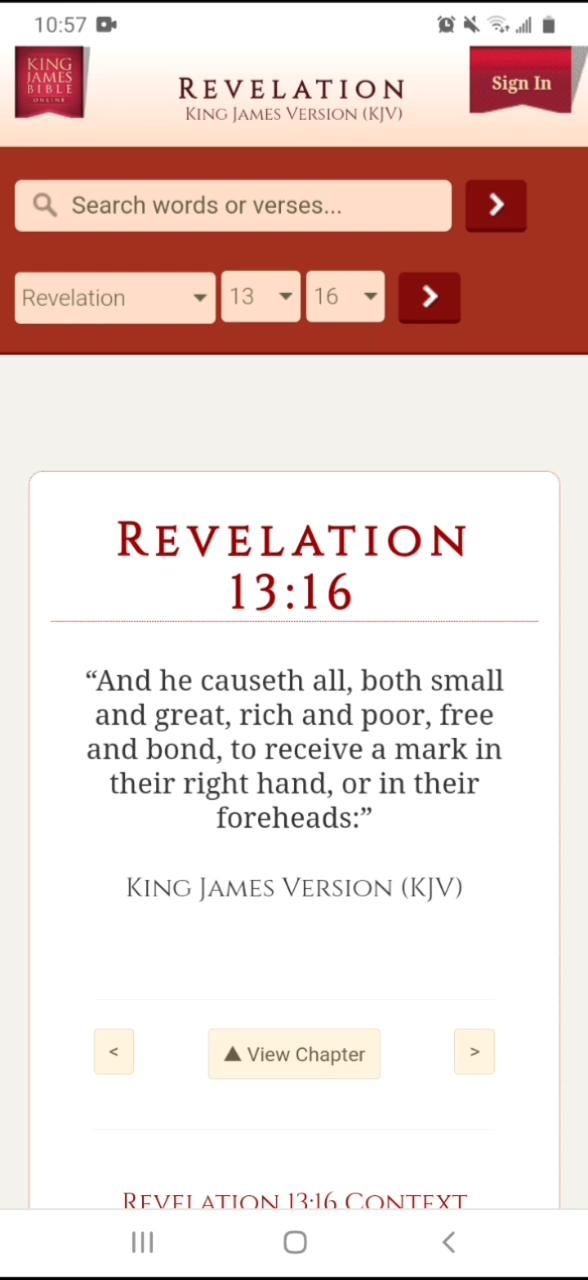 10:57
KING
JAMES
BIBLE
ONLINE
REVELATION
KING JAMES VERSION (KJV)
Sign In
Search words or verses...
Revelation
13
16
REVELATION
13:16
“And he causeth all, both small
and great, rich and poor, free
and bond, to receive a mark in
their right hand, or in their
foreheads:”
KING JAMES VERSION (KJV)
<
▲ View Chapter
>
REVELATION 13:16 CONTEXT